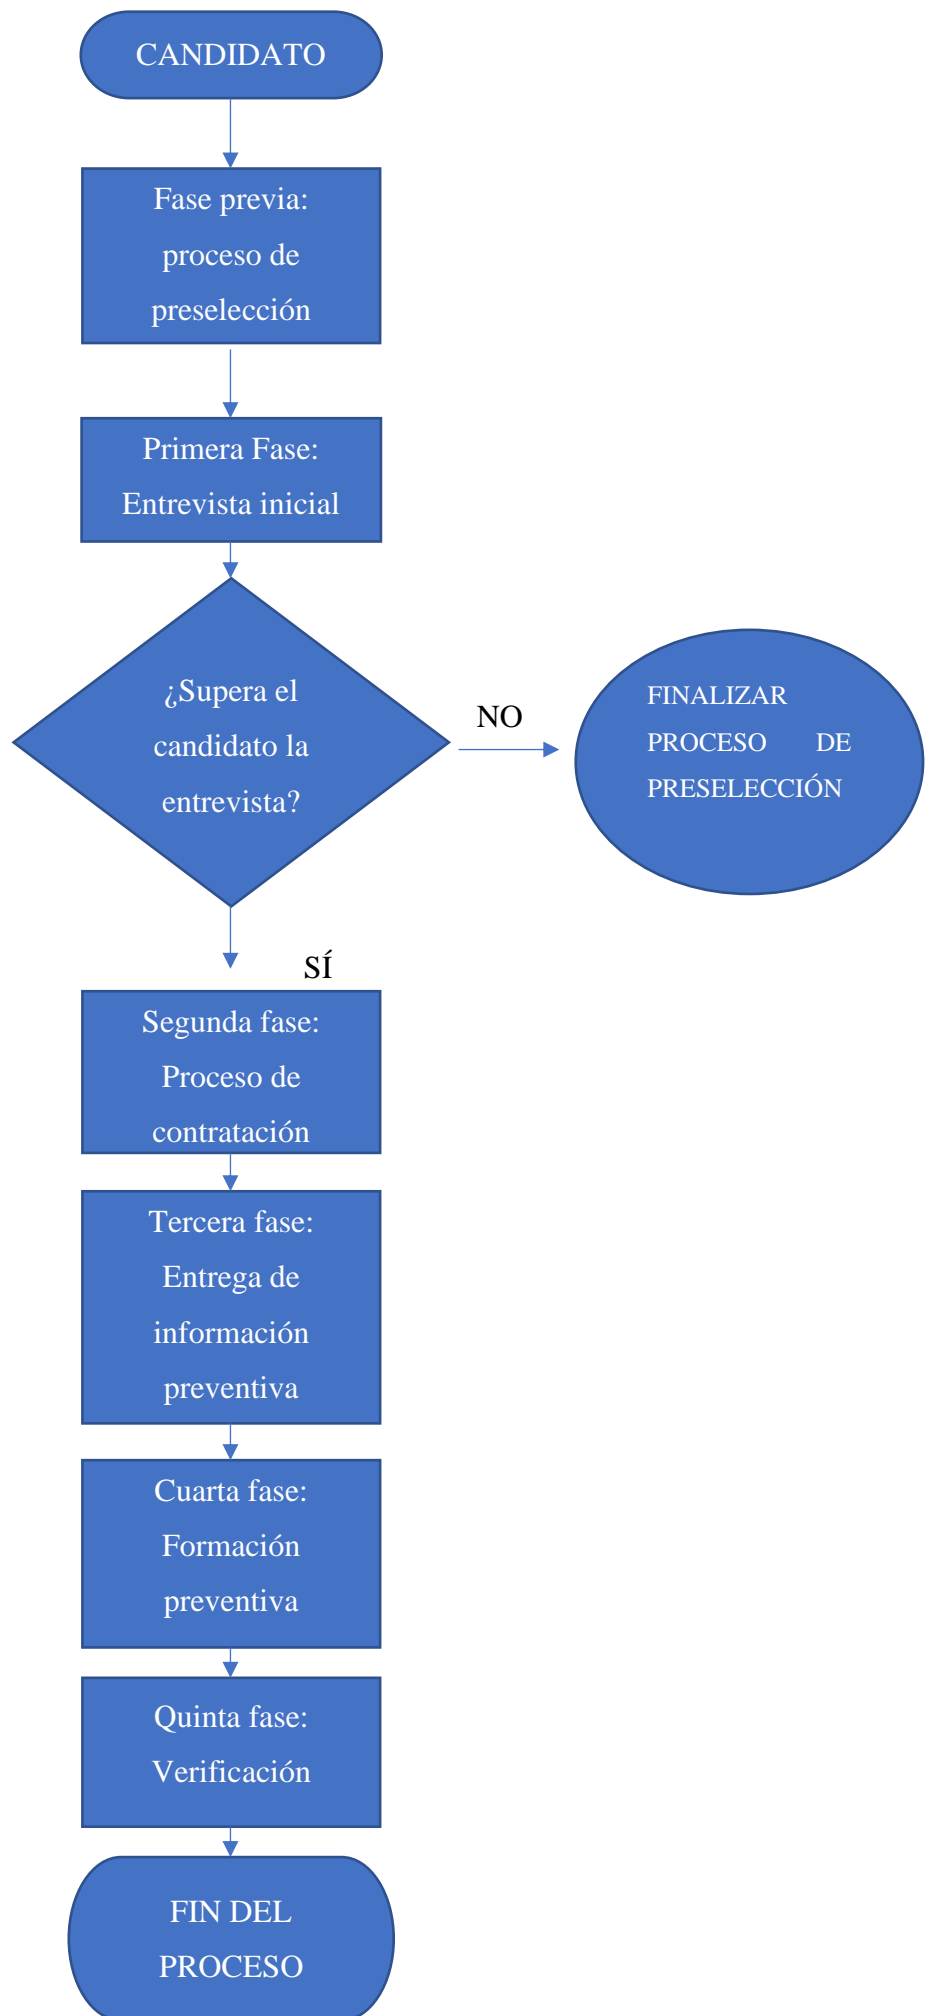 CANDIDATO
Fase previa:
proceso de
preselección
Primera Fase:
Entrevista inicial
¿Supera el
candidato la
entrevista?
NO
FINALIZAR
PROCESO DE
PRESELECCIÓN
SÍ
Segunda fase:
Proceso de
contratación
Tercera fase:
Entrega de
información
preventiva
Cuarta fase:
Formación
preventiva
Quinta fase:
Verificación
FIN DEL
PROCESO